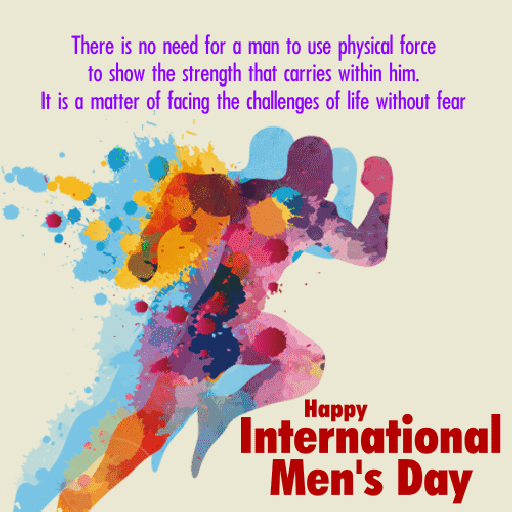 There is no need for a man to use physical force
to show the strength that carries within him.
It is a matter of facing the challenges of life without fear
Happy
International
Men's Day